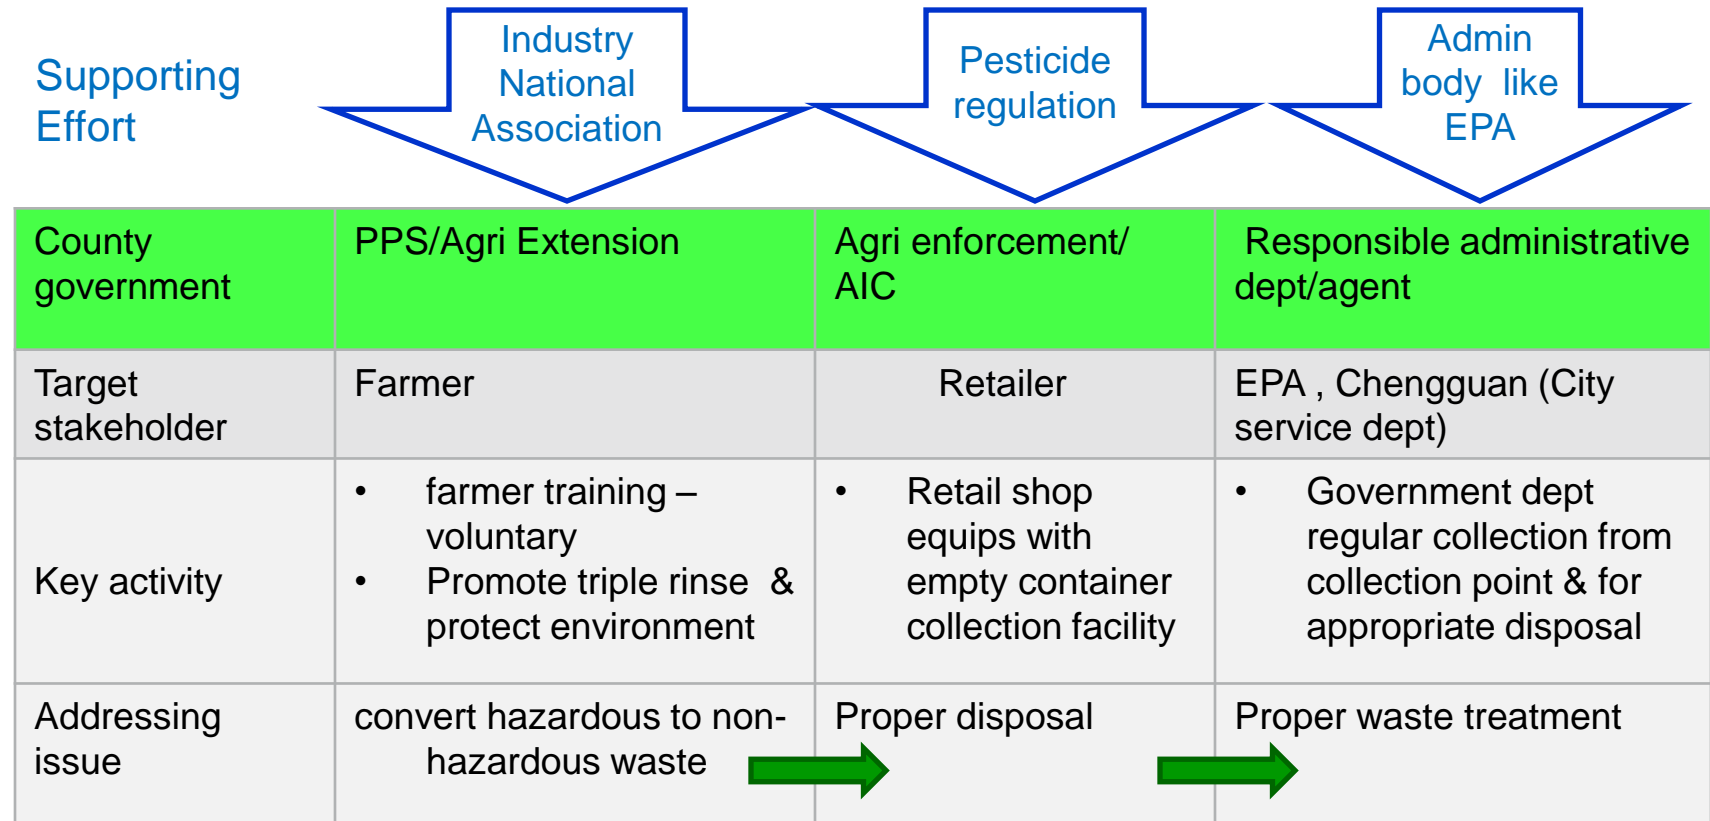 Supporting
Effort
Industry
National
Association
Pesticide
regulation
Admin
body like
EPA
County
government
PPS/Agri Extension
Agri enforcement/
AIC
Responsible administrative
dept/agent
Target
stakeholder
Farmer
Retailer
EPA , Chengguan (City
service dept)
Key activity
• farmer training –
voluntary
• Promote triple rinse &
protect environment
• Retail shop
equips with
empty container
collection facility
• Government dept
regular collection from
collection point & for
appropriate disposal
Addressing
issue
convert hazardous to non-
hazardous waste
Proper disposal
Proper waste treatment